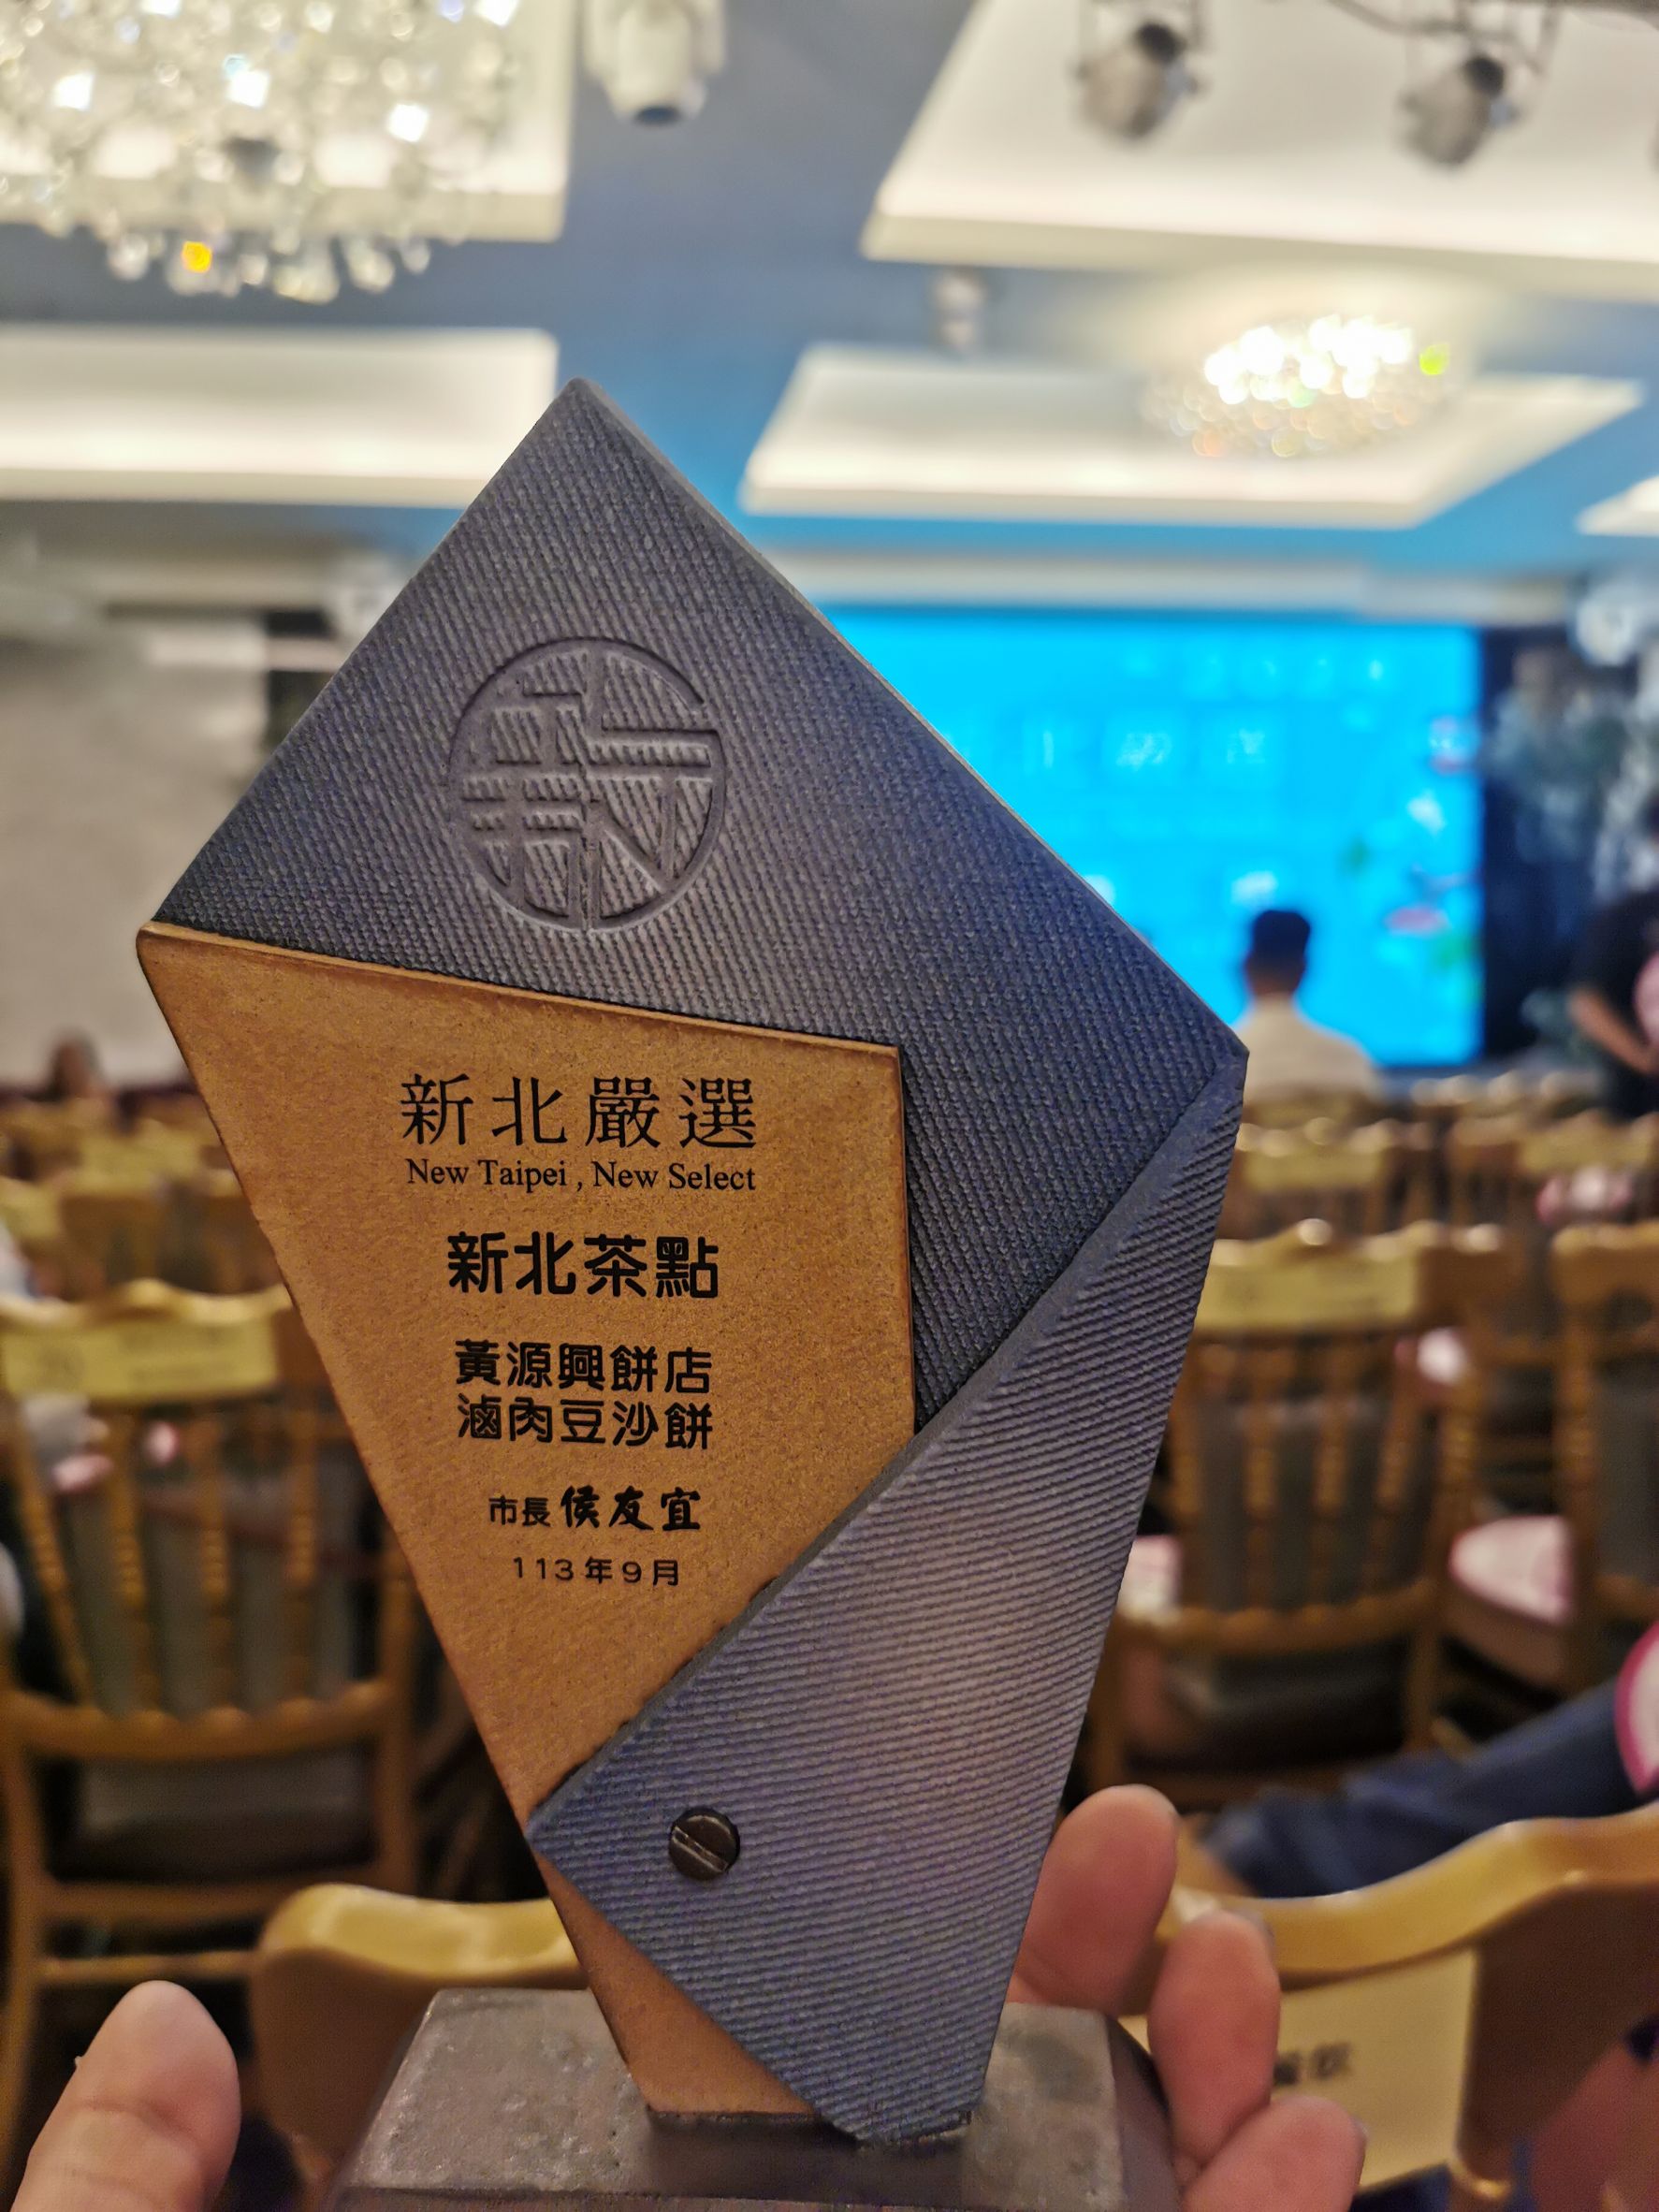 新北嚴選
New Taipei , New Select
新北茶點
黃源興餅店
滷肉豆沙餅
市長 侯友宜
113年9月